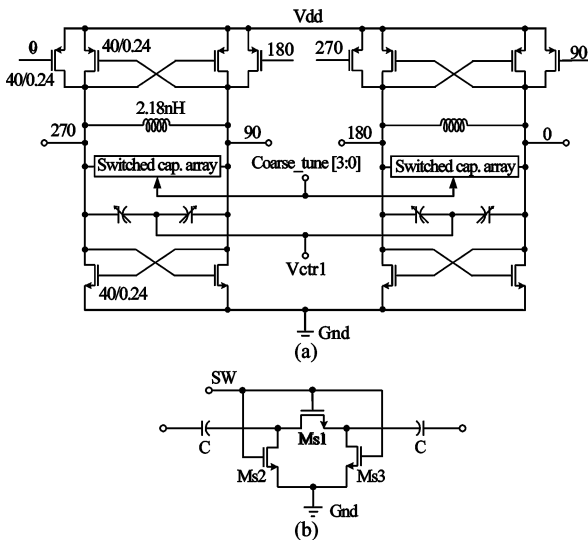 Vdd
0 40/0.24 180 270 90
40/0.24
2.18nH
270 90 180 0
Switched cap. array Coarse_tune [3:0] Switched cap. array
Vctr1
40/0.24
Gnd
(a)
SW
C Ms1 C
Ms2 Ms3
Gnd
(b)